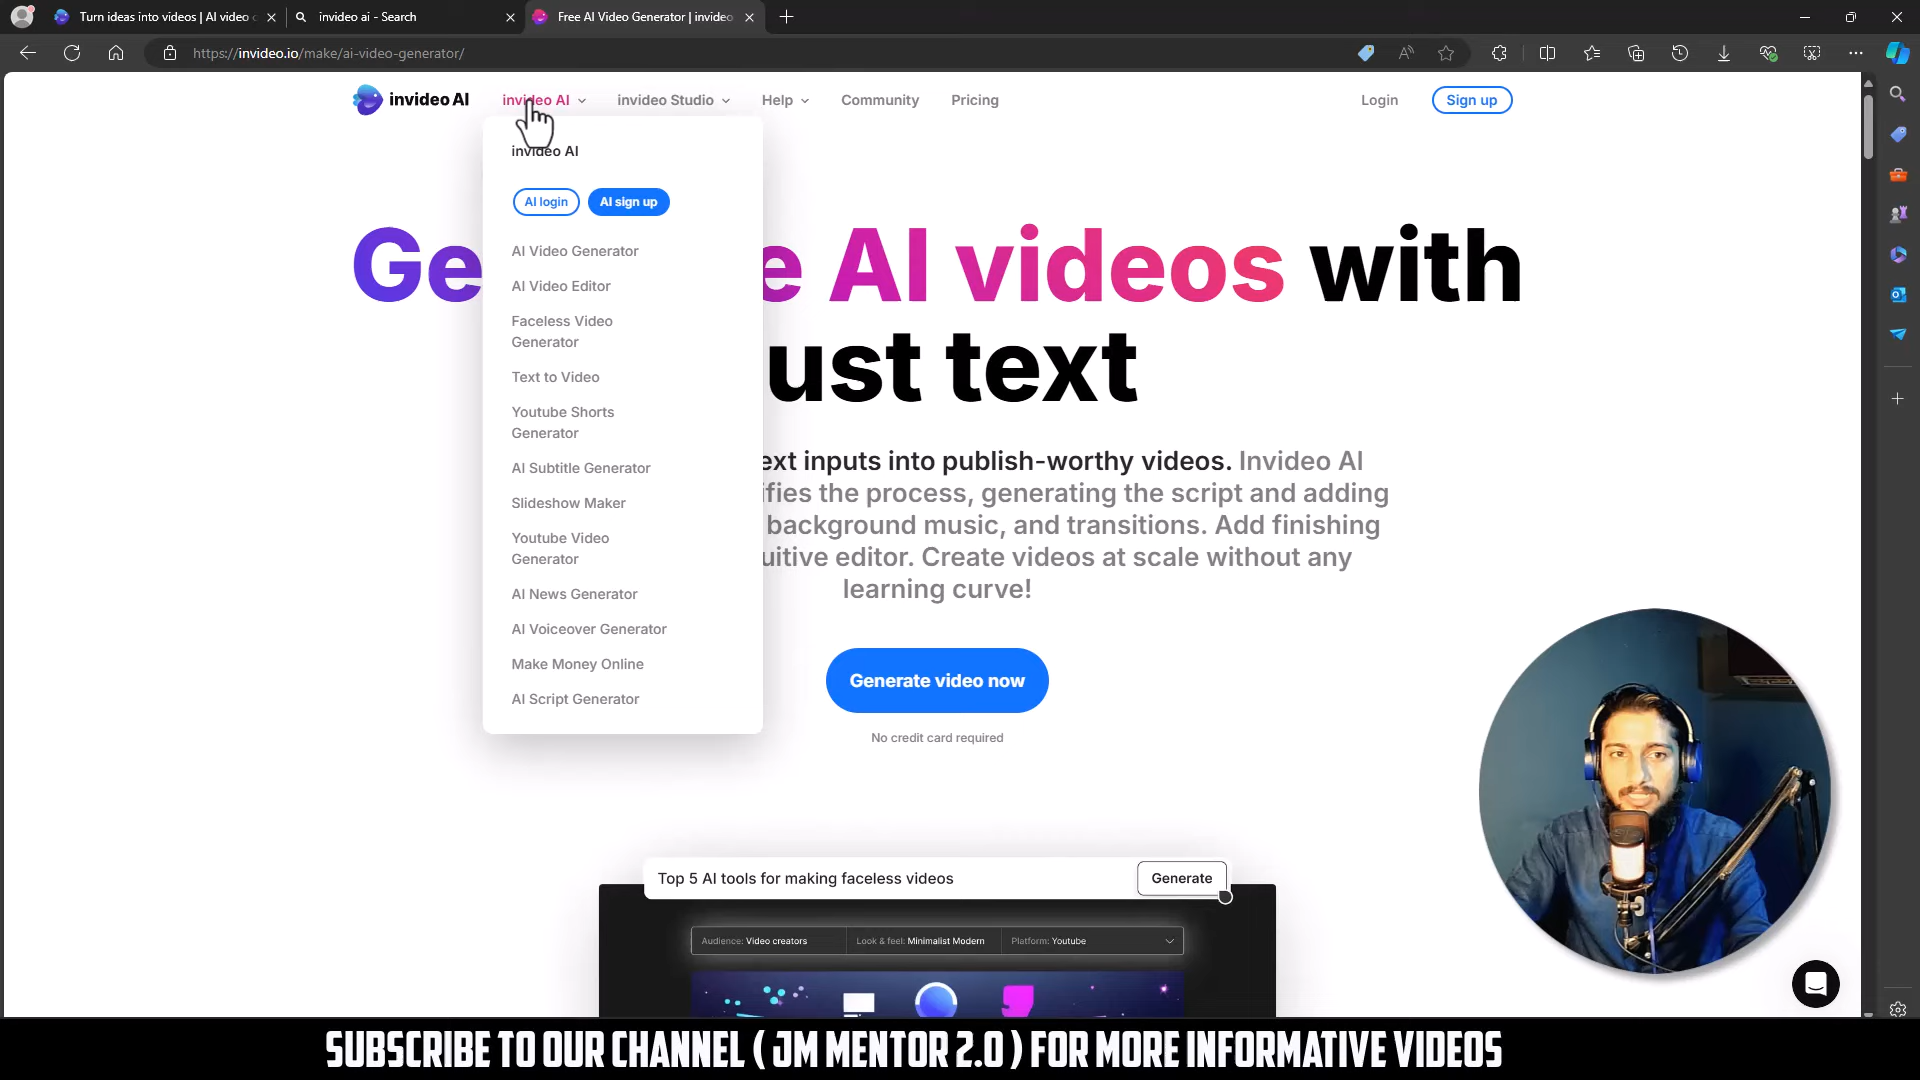 Turn ideas into videos | AI video c
invideo ai - Search
Free AI Video Generator | invideo
https://invideo.io/make/ai-video-generator/
invideo AI
invideo AI
invideo Studio
Help
Community
Pricing
Login
Sign up
invideo AI
AI login
AI sign up
AI Video Generator
AI Video Editor
Faceless Video
Generator
Text to Video
Youtube Shorts
Generator
AI Subtitle Generator
Slideshow Maker
Youtube Video
Generator
AI News Generator
AI Voiceover Generator
Make Money Online
AI Script Generator
Ge e AI videos with
ust text
ext inputs into publish-worthy videos. Invideo AI
ifies the process, generating the script and adding
background music, and transitions. Add finishing
uitive editor. Create videos at scale without any
learning curve!
Generate video now
No credit card required
Top 5 AI tools for making faceless videos
Generate
Audience: Video creators
Look & feel: Minimalist Modern
Platform: Youtube
SUBSCRIBE TO OUR CHANNEL ( JM MENTOR 2.0 ) FOR MORE INFORMATIVE VIDEOS